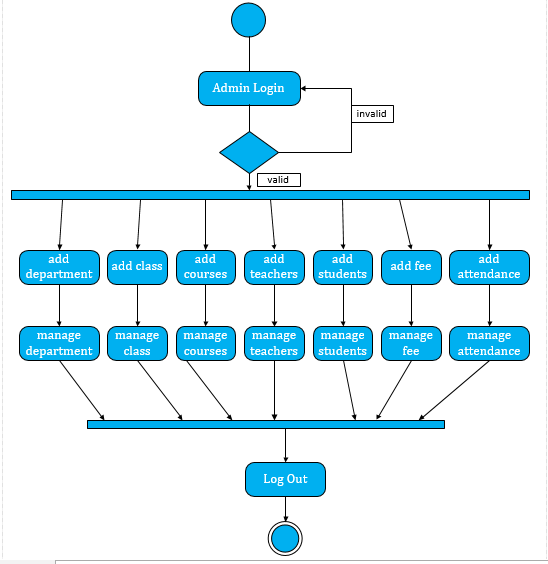 Admin Login
invalid
valid
add
department
add class
add
courses
add
teachers
add
students
add fee
add
attendance
manage
department
manage
class
manage
courses
manage
teachers
manage
students
manage
fee
manage
attendance
Log Out